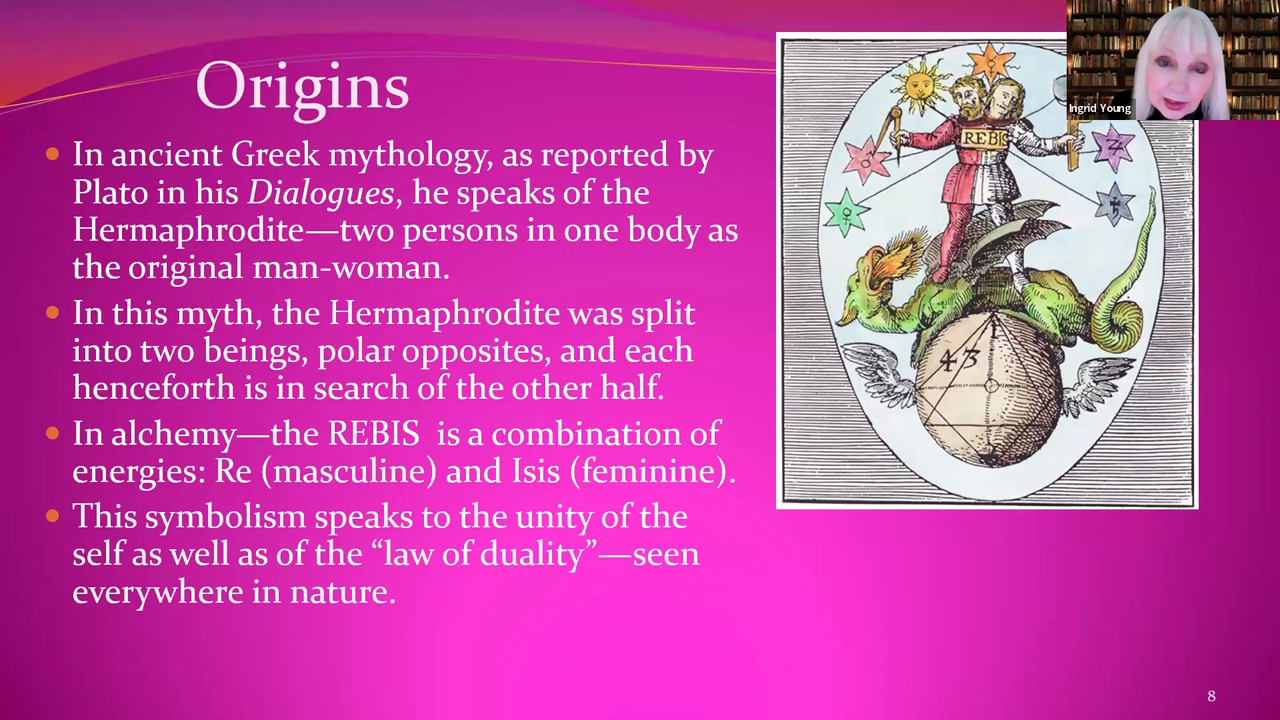 Origins
In ancient Greek mythology, as reported by
Plato in his Dialogues, he speaks of the
Hermaphrodite—two persons in one body as
the original man-woman.
In this myth, the Hermaphrodite was split
into two beings, polar opposites, and each
henceforth is in search of the other half.
In alchemy—the REBIS  is a combination of
energies: Re (masculine) and Isis (feminine).
This symbolism speaks to the unity of the
self as well as of the “law of duality”—seen
everywhere in nature.
REBIS
43
Ingrid Young
8